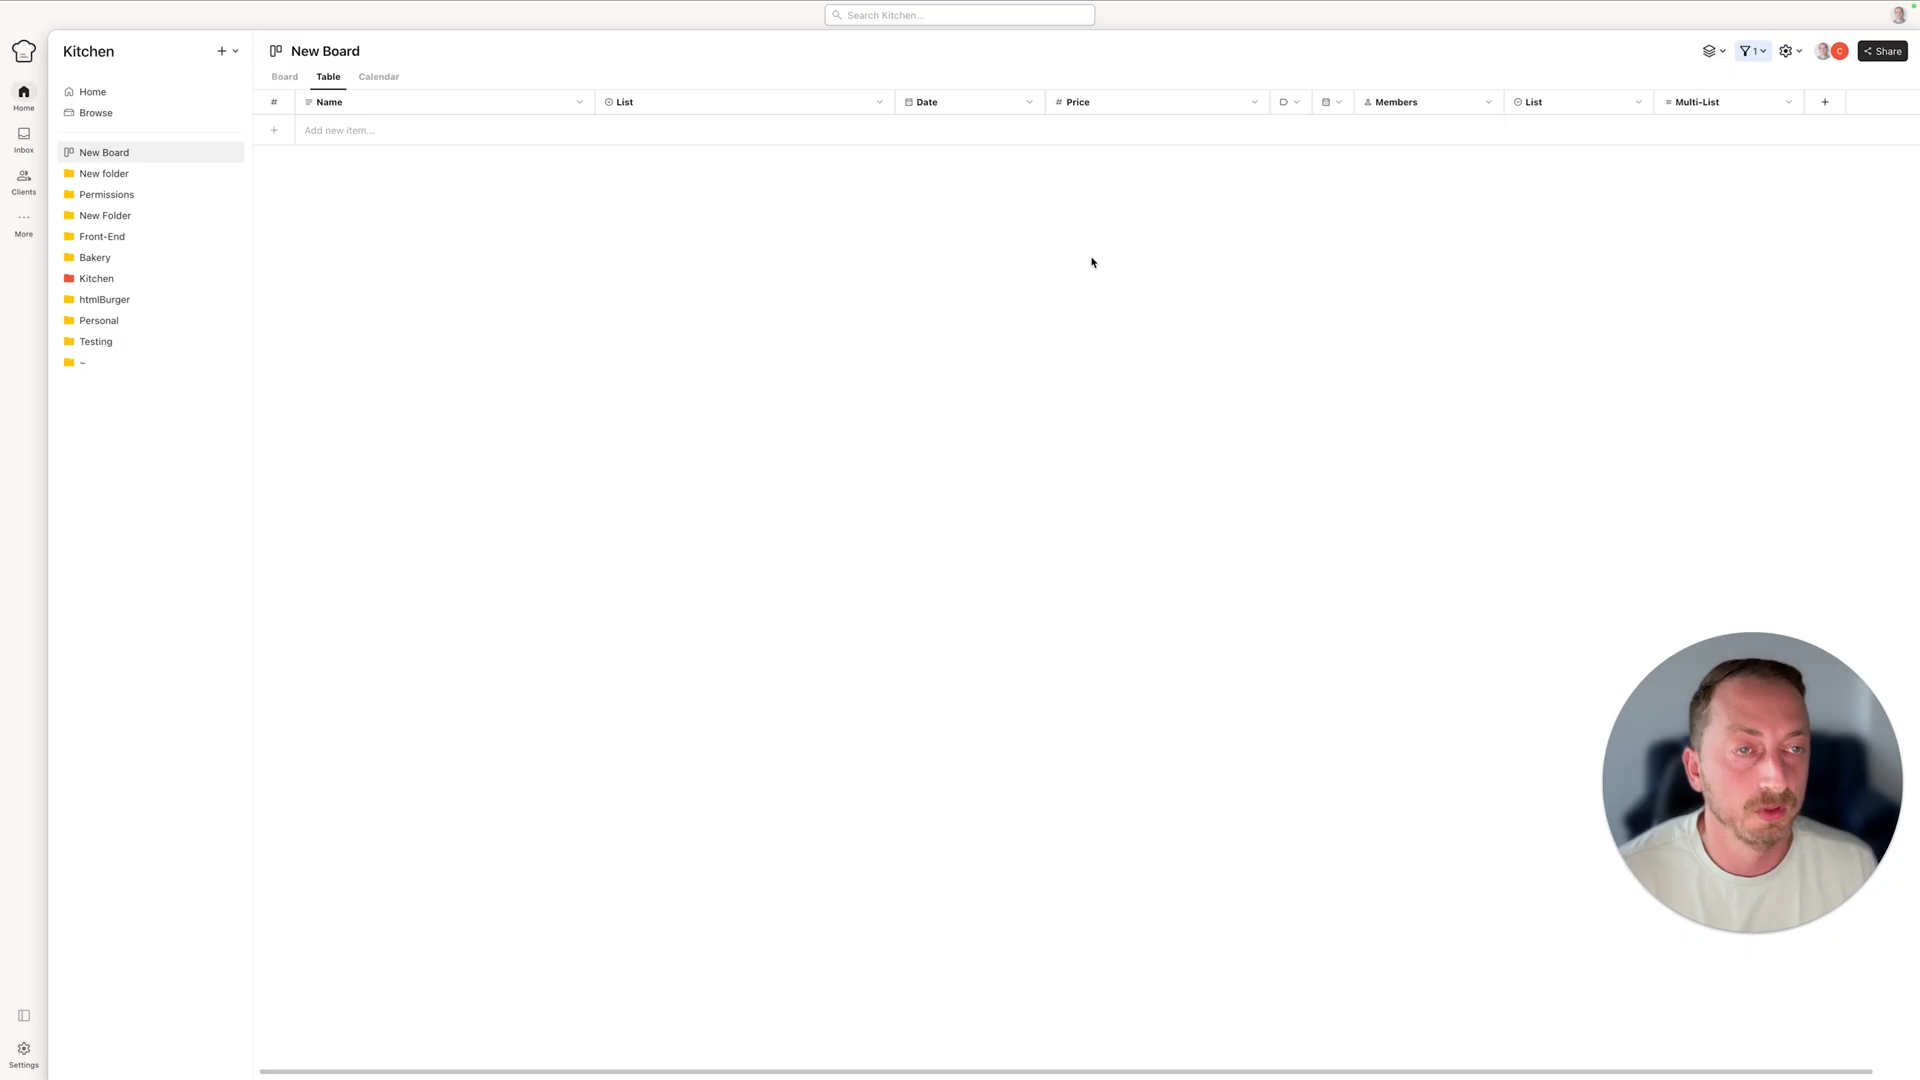 Search Kitchen...
Kitchen
Home
Inbox
Clients
More
Settings
Home
Browse
New Board
New folder
Permissions
New Folder
Front-End
Bakery
Kitchen
htmlBurger
Personal
Testing
~
New Board
1
C
Share
Board Table Calendar
# Name List Date # Price Members List Multi-List +
+ Add new item...